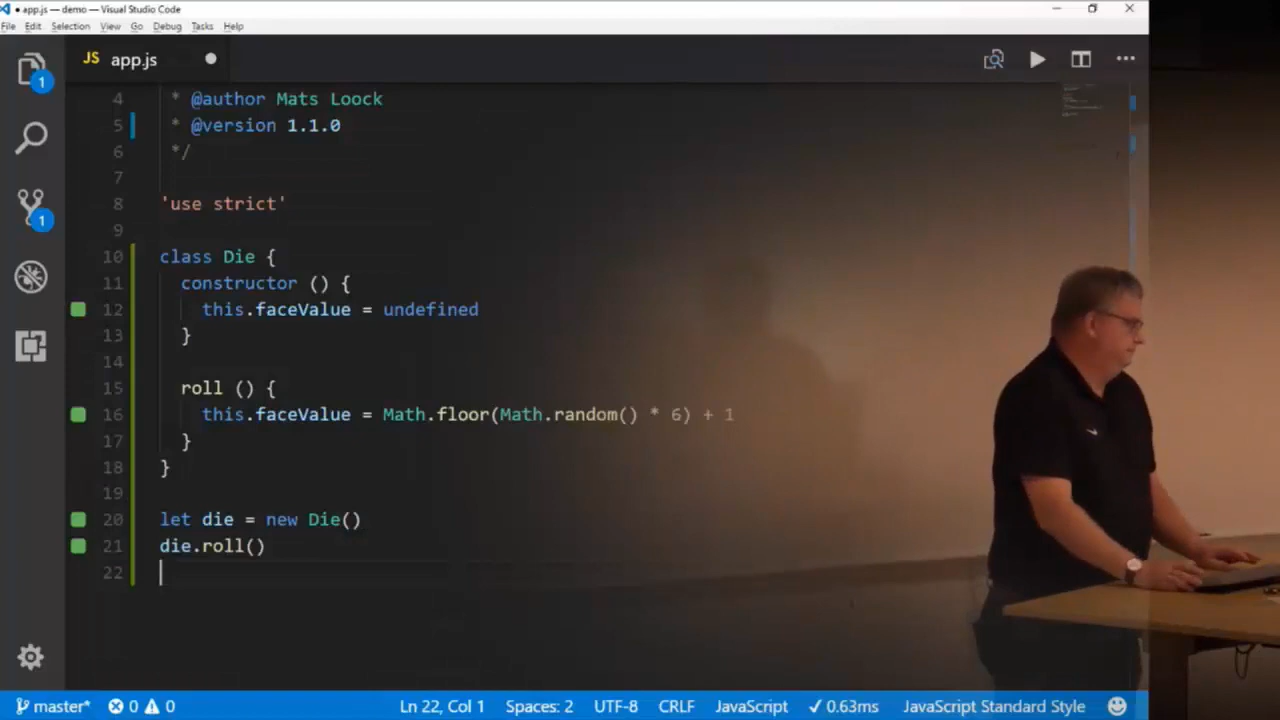 ● app.js — demo — Visual Studio Code
File Edit Selection View Go Debug Tasks Help
JS app.js
4 * @author Mats Loock
5 * @version 1.1.0
6 */
7
8 'use strict'
9
10 class Die {
11 constructor () {
12 this.faceValue = undefined
13 }
14
15 roll () {
16 this.faceValue = Math.floor(Math.random() * 6) + 1
17 }
18 }
19
20 let die = new Die()
21 die.roll()
22
1
1
master* 0 0 Ln 22, Col 1 Spaces: 2 UTF-8 CRLF JavaScript ✓ 0.63ms JavaScript Standard Style